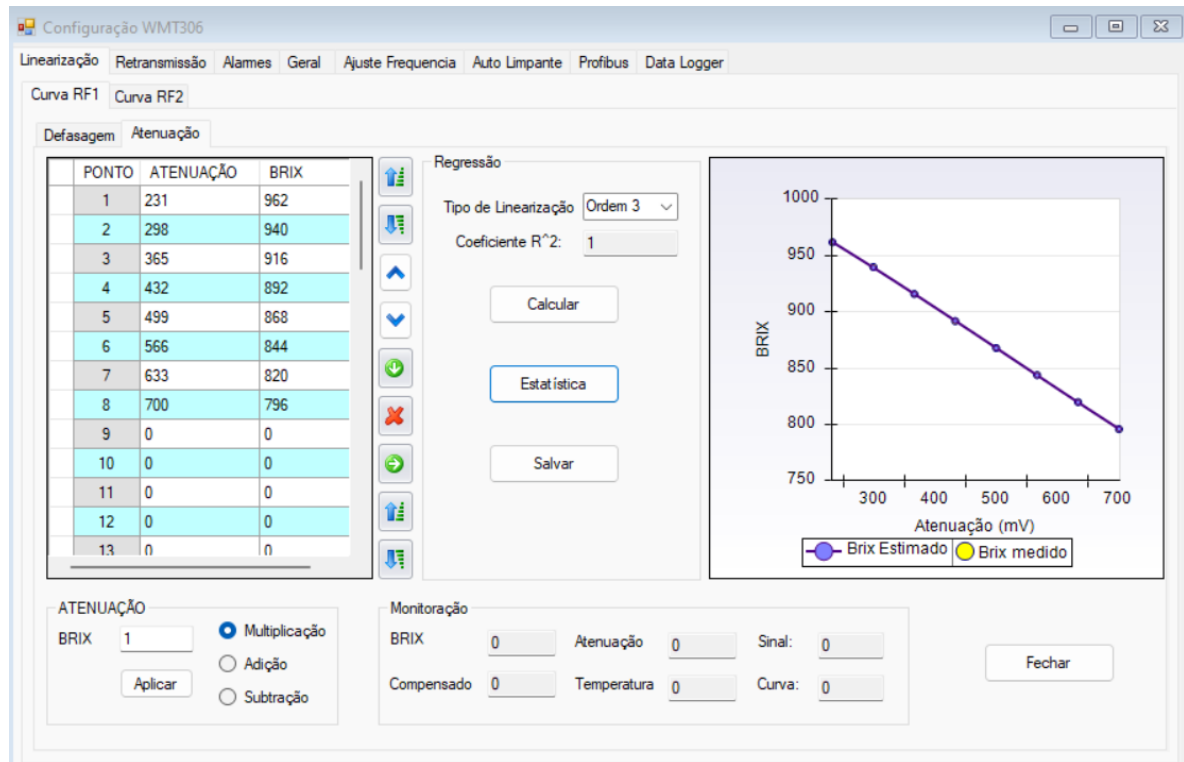 Configuração WMT306
Linearização Retransmissão Alarmes Geral Ajuste Frequencia Auto Limpante Profibus Data Logger
Curva RF1 Curva RF2
Defasagem Atenuação
PONTO ATENUAÇÃO BRIX
1 231 962
2 298 940
3 365 916
4 432 892
5 499 868
6 566 844
7 633 820
8 700 796
9 0 0
10 0 0
11 0 0
12 0 0
13 0 0
Regressão
Tipo de Linearização Ordem 3
Coeficiente R^2: 1
Calcular
Estatística
Salvar
1000
950
900
850
800
750
BRIX
300 400 500 600 700
Atenuação (mV)
Brix Estimado Brix medido
ATENUAÇÃO
BRIX 1
Aplicar
Multiplicação
Adição
Subtração
Monitoração
BRIX 0 Atenuação 0 Sinal: 0
Compensado 0 Temperatura 0 Curva: 0
Fechar